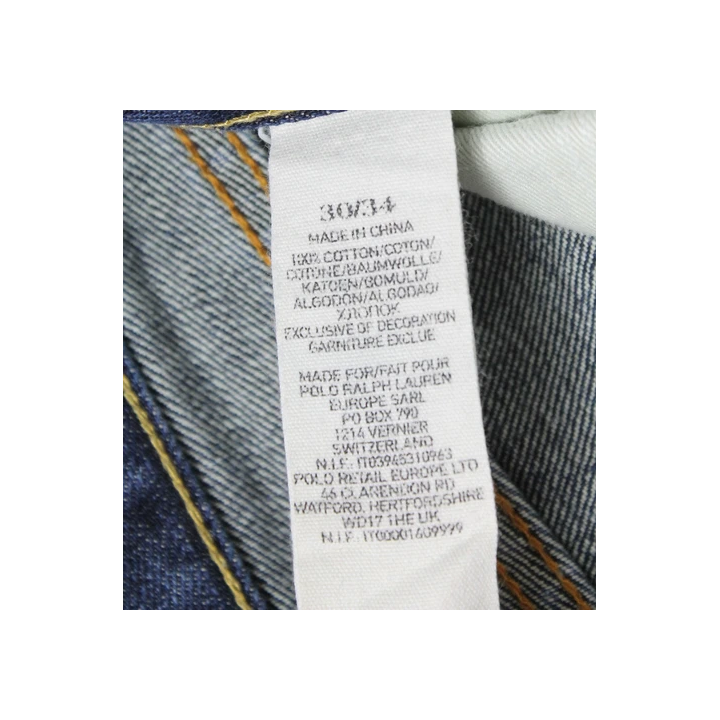 30/34
MADE IN CHINA
100% COTTON/COTON/
COTONE/BAUMWOLLE/
KATOEN/BOMULD/
ALGODON/ALGODAO/
ХЛОПОК
EXCLUSIVE OF DECORATION
GARNITURE EXCLUE
MADE FOR/FAIT POUR
POLO RALPH LAUREN
EUROPE SARL
PO BOX 790
1214 VERNIER
SWITZERLAND
N.I.F. IT03965310963
POLO RETAIL EUROPE LTD
46 CLARENDON RD
WATFORD, HERTFORDSHIRE
WD17 1HE UK
N.I.F. IT00001609999